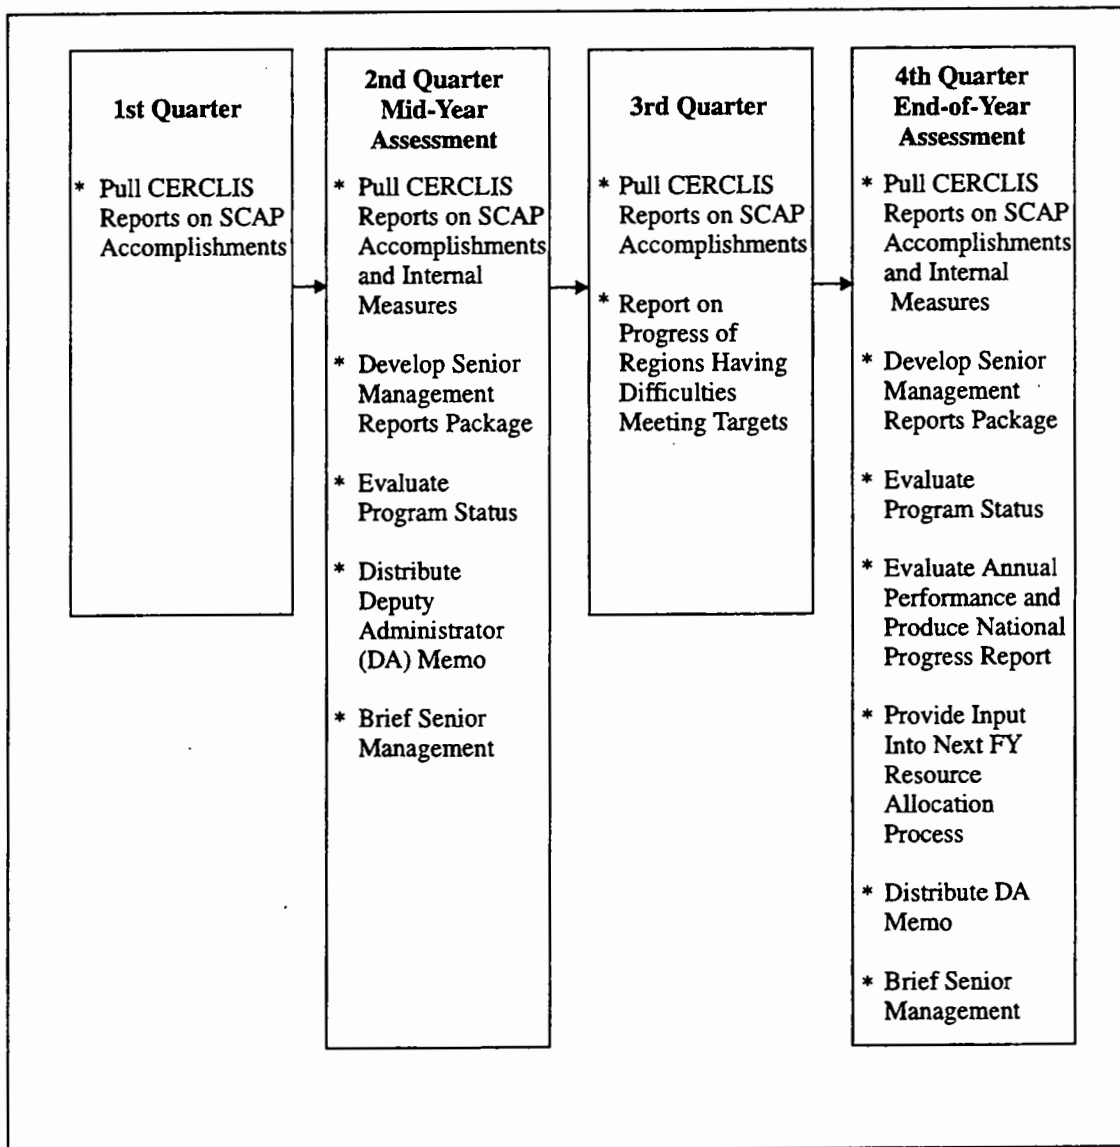 1st Quarter
* Pull CERCLIS
Reports on SCAP
Accomplishments
2nd Quarter
Mid-Year
Assessment
* Pull CERCLIS
Reports on SCAP
Accomplishments
and Internal
Measures
* Develop Senior
Management
Reports Package
* Evaluate
Program Status
* Distribute
Deputy
Administrator
(DA) Memo
* Brief Senior
Management
3rd Quarter
* Pull CERCLIS
Reports on SCAP
Accomplishments
* Report on
Progress of
Regions Having
Difficulties
Meeting Targets
4th Quarter
End-of-Year
Assessment
* Pull CERCLIS
Reports on SCAP
Accomplishments
and Internal
Measures
* Develop Senior
Management
Reports Package
* Evaluate
Program Status
* Evaluate Annual
Performance and
Produce National
Progress Report
* Provide Input
Into Next FY
Resource
Allocation
Process
* Distribute DA
Memo
* Brief Senior
Management